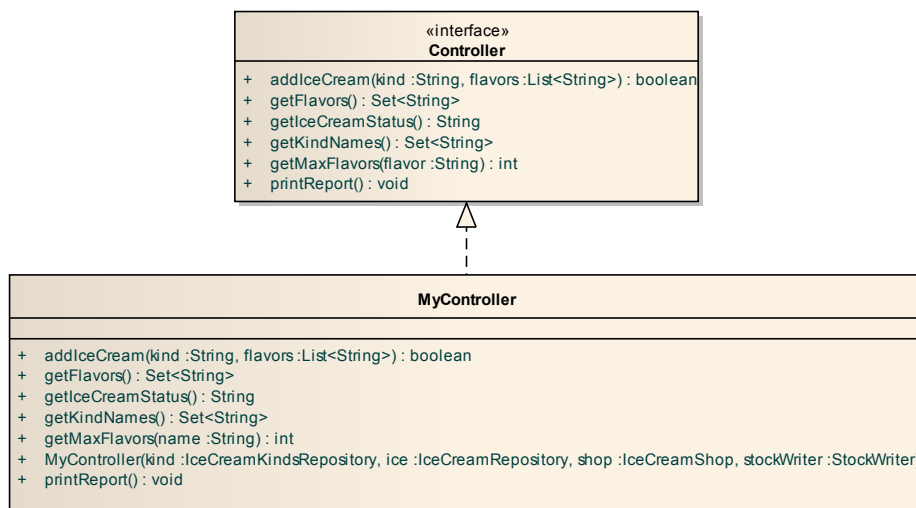 «interface»
Controller
+ addIceCream(kind :String, flavors :List<String>) : boolean
+ getFlavors() : Set<String>
+ getIceCreamStatus() : String
+ getKindNames() : Set<String>
+ getMaxFlavors(flavor :String) : int
+ printReport() : void
MyController
+ addIceCream(kind :String, flavors :List<String>) : boolean
+ getFlavors() : Set<String>
+ getIceCreamStatus() : String
+ getKindNames() : Set<String>
+ getMaxFlavors(name :String) : int
+ MyController(kind :IceCreamKindsRepository, ice :IceCreamRepository, shop :IceCreamShop, stockWriter :StockWriter
+ printReport() : void